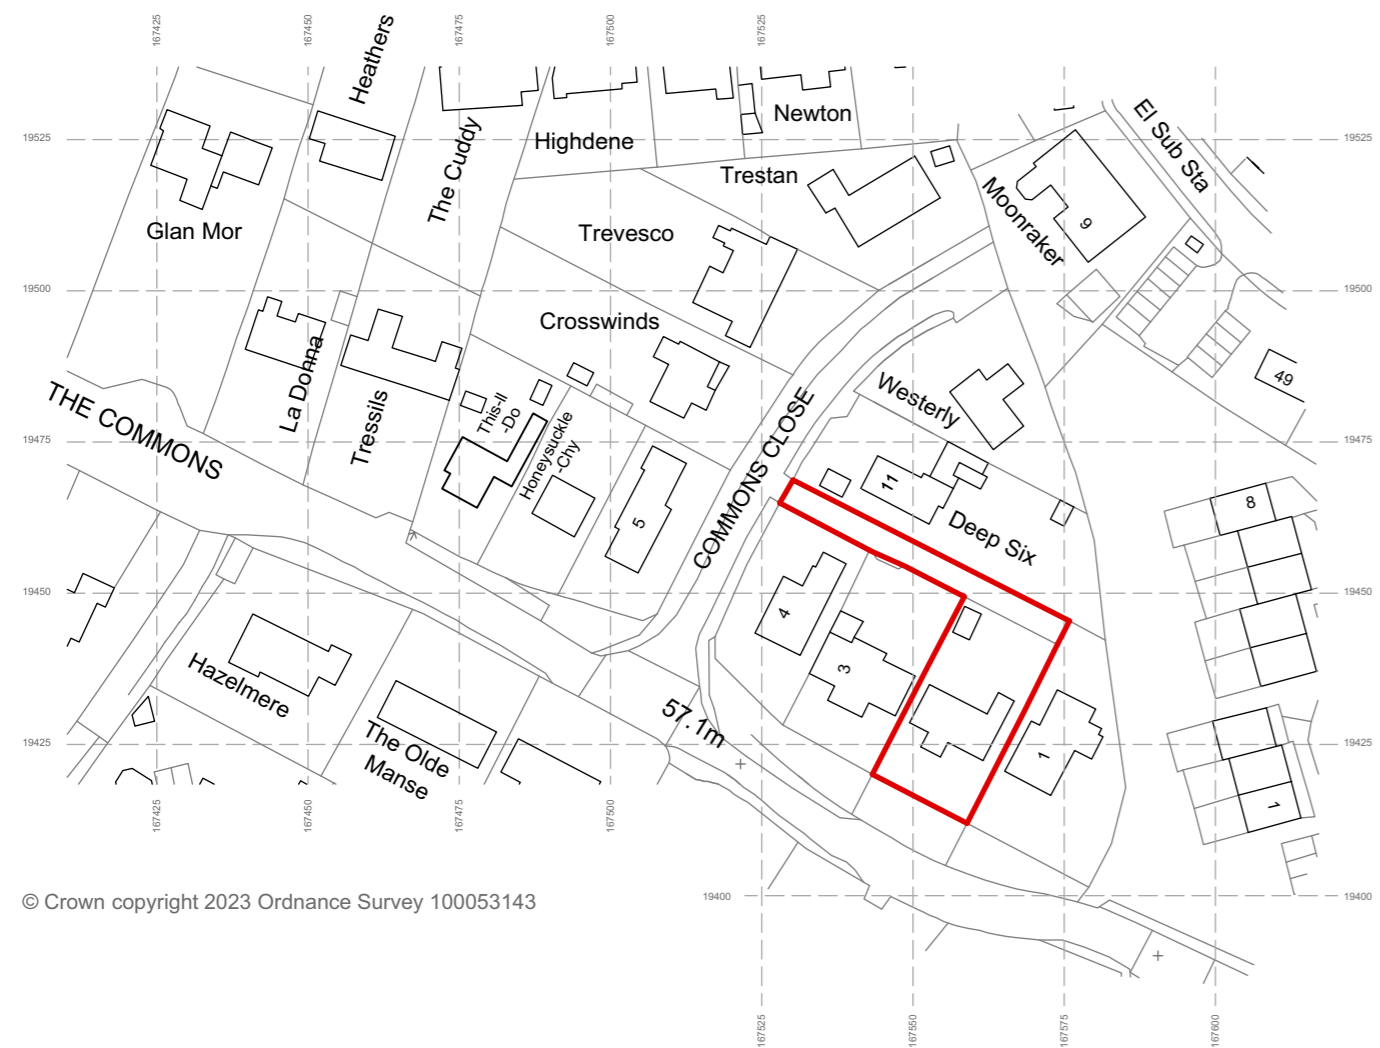 167425
167450
167475
167500
167525
Heathers
Newton
El Sub Sta
19525
19525
Highdene
The Cuddy
Trestan
Moonraker
9
Glan Mor
Trevesco
19500
19500
Crosswinds
La Donna
Westerly
49
THE COMMONS
Tressils
This-Il
-Do
Honeysuckle
-Chy
COMMONS CLOSE
19475
19475
11
8
5
Deep Six
19450
19450
4
3
Hazelmere
57.1m
The Olde
Manse
19425
19425
1
1
167425
167450
167475
167500
© Crown copyright 2023 Ordnance Survey 100053143
19400
19400
167525
167550
167575
167600